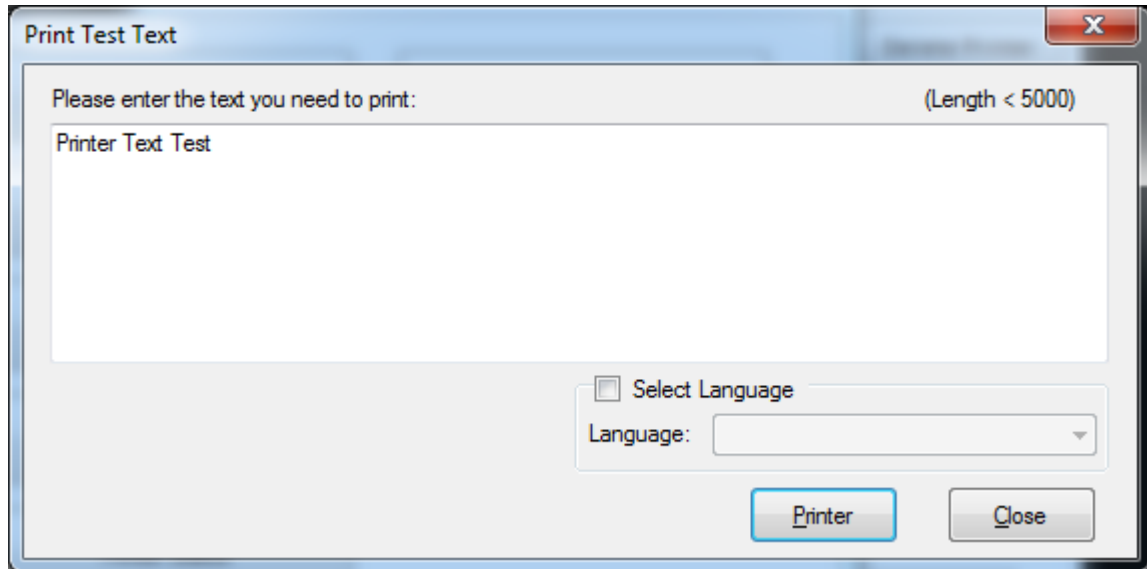 Print Test Text
Please enter the text you need to print: (Length < 5000)
Printer Text Test
Select Language
Language:
Printer Close